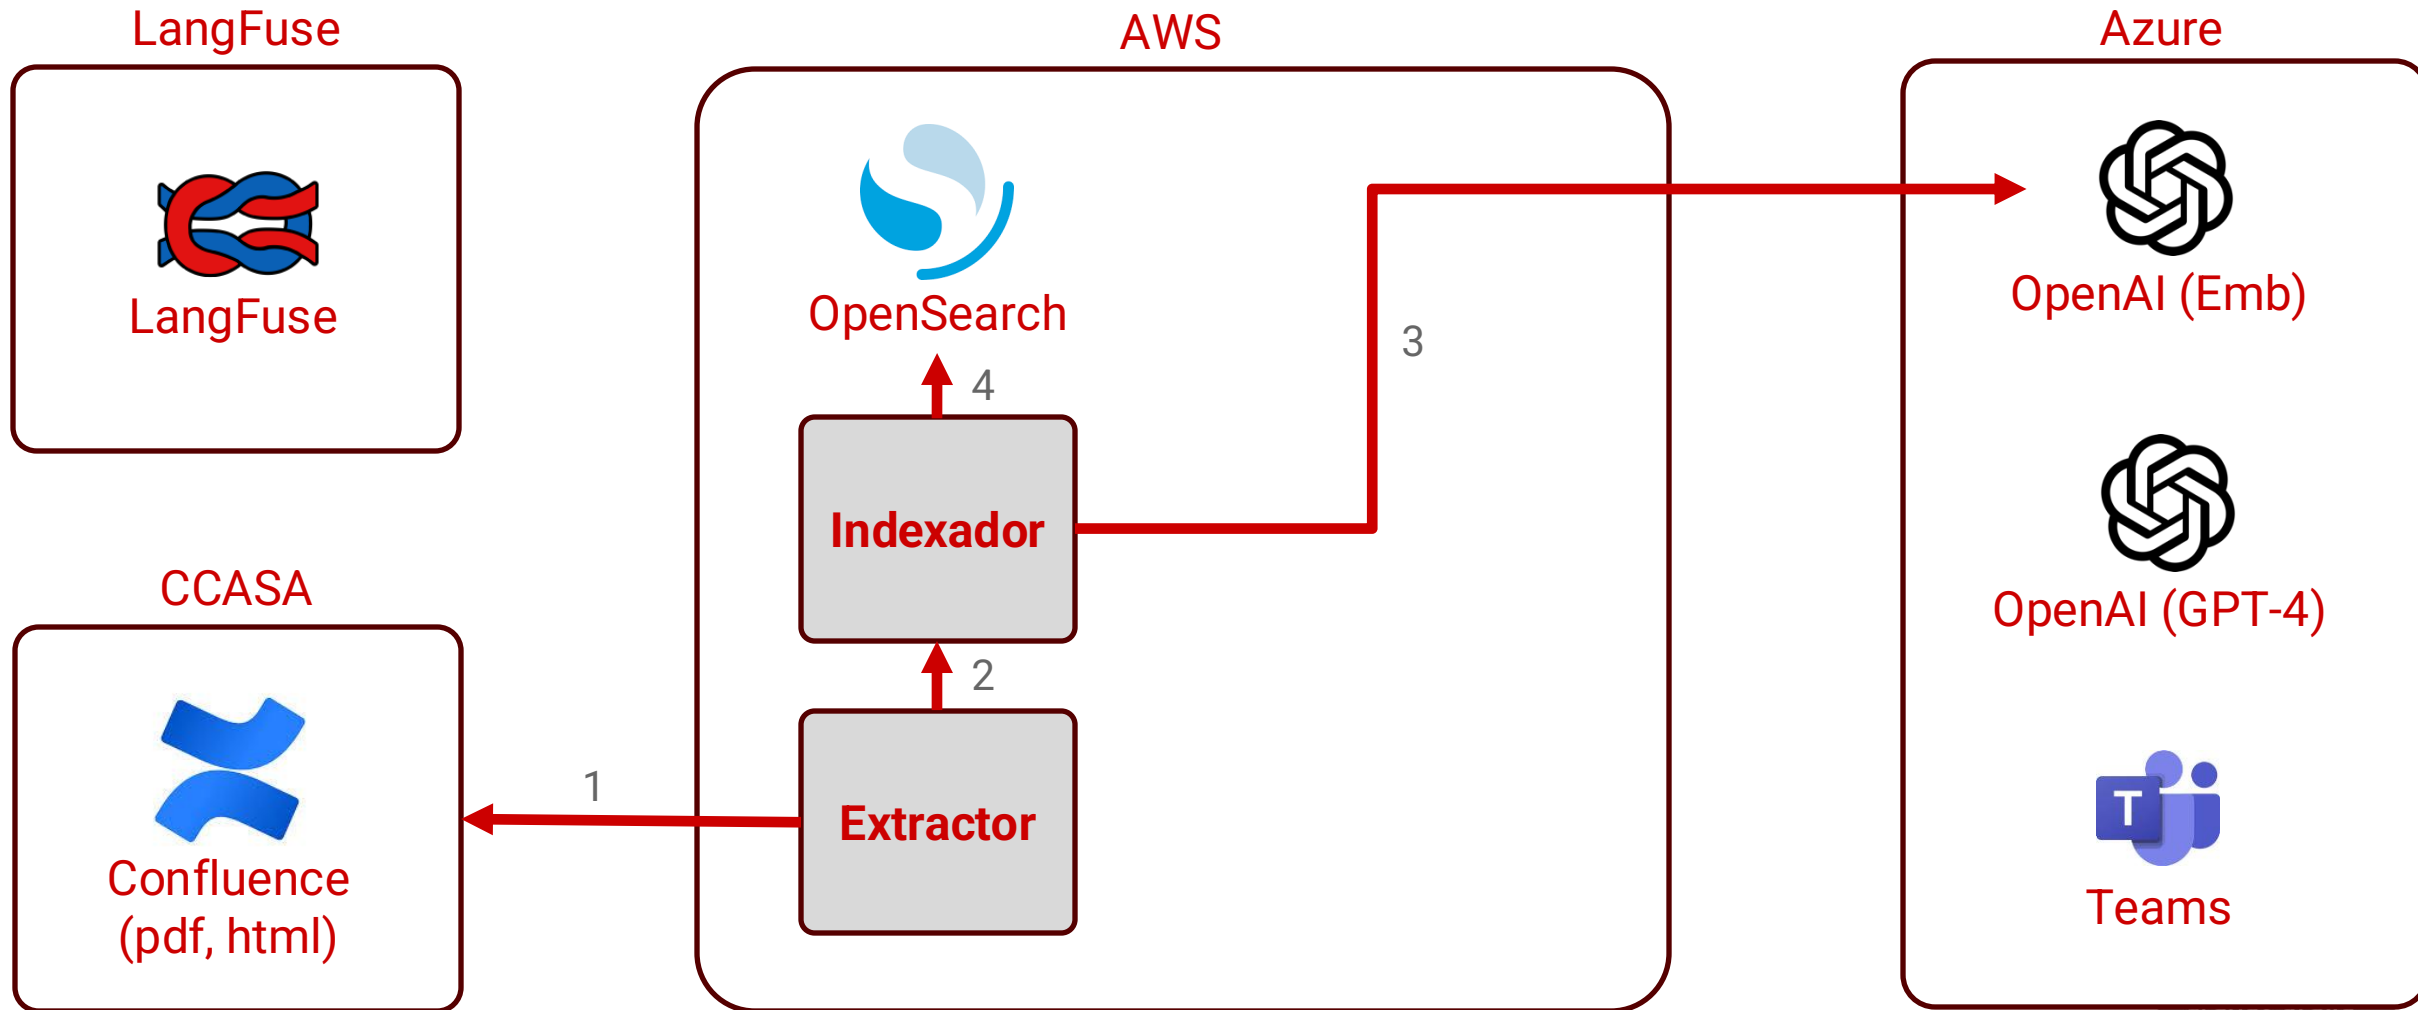 LangFuse
LangFuse
CCASA
Confluence
(pdf, html)
1
AWS
OpenSearch
4
Indexador
2
Extractor
3
Azure
OpenAI (Emb)
OpenAI (GPT-4)
T
Teams